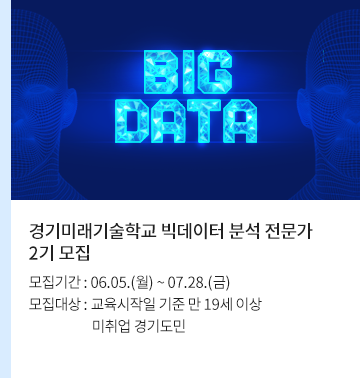 BIG
DATA
경기미래기술학교 빅데이터 분석 전문가
2기 모집
모집기간 : 06.05.(월) ~ 07.28.(금)
모집대상 : 교육시작일 기준 만 19세 이상
미취업 경기도민